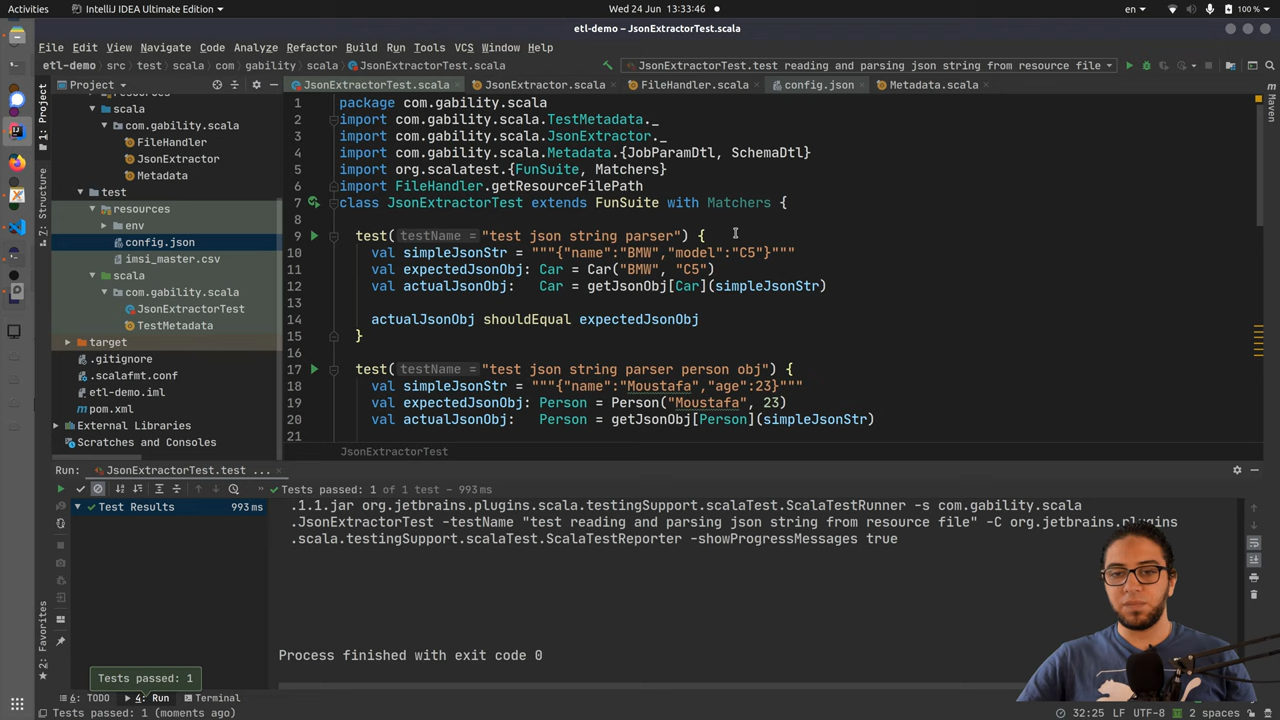 Activities
IntelliJ IDEA Ultimate Edition
Wed 24 Jun 13:33:46
en
100 %
etl-demo – JsonExtractorTest.scala
File Edit View Navigate Code Analyze Refactor Build Run Tools VCS Window Help
etl-demo src test scala com gability scala JsonExtractorTest.scala
JsonExtractorTest.test reading and parsing json string from resource file
Project
JsonExtractorTest.scala
JsonExtractor.scala
FileHandler.scala
config.json
Metadata.scala
1: Project
Structure
2: Favorites
Maven
resources
scala
com.gability.scala
FileHandler
JsonExtractor
Metadata
test
resources
env
config.json
imsi_master.csv
scala
com.gability.scala
JsonExtractorTest
TestMetadata
target
.gitignore
.scalafmt.conf
etl-demo.iml
pom.xml
External Libraries
Scratches and Consoles
1 package com.gability.scala
2 import com.gability.scala.TestMetadata._
3 import com.gability.scala.JsonExtractor._
4 import com.gability.scala.Metadata.{JobParamDtl, SchemaDtl}
5 import org.scalatest.{FunSuite, Matchers}
6 import FileHandler.getResourceFilePath
7 class JsonExtractorTest extends FunSuite with Matchers {
8
9 test( testName = "test json string parser") {
10 val simpleJsonStr = """{"name":"BMW","model":"C5"}"""
11 val expectedJsonObj: Car = Car("BMW", "C5")
12 val actualJsonObj:   Car = getJsonObj[Car](simpleJsonStr)
13
14 actualJsonObj shouldEqual expectedJsonObj
15 }
16
17 test( testName = "test json string parser person obj") {
18 val simpleJsonStr = """{"name":"Moustafa","age":23}"""
19 val expectedJsonObj: Person = Person("Moustafa", 23)
20 val actualJsonObj:   Person = getJsonObj[Person](simpleJsonStr)
21
JsonExtractorTest
Run: JsonExtractorTest.test ...
Tests passed: 1 of 1 test – 993 ms
Test Results 993 ms
.1.1.jar org.jetbrains.plugins.scala.testingSupport.scalaTest.ScalaTestRunner -s com.gability.scala
.JsonExtractorTest -testName "test reading and parsing json string from resource file" -C org.jetbrains.plugins
.scala.testingSupport.scalaTest.ScalaTestReporter -showProgressMessages true
Process finished with exit code 0
Tests passed: 1
6: TODO
4: Run
Terminal
Tests passed: 1 (moments ago)
32:25 LF UTF-8 2 spaces